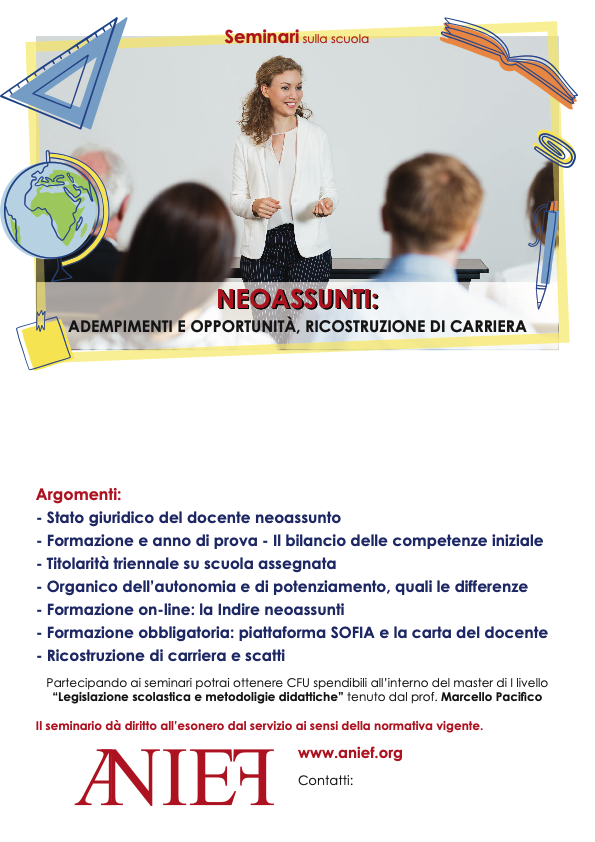 Seminari sulla scuola
NEOASSUNTI:
ADEMPIMENTI E OPPORTUNITÀ, RICOSTRUZIONE DI CARRIERA
Argomenti:
- Stato giuridico del docente neoassunto
- Formazione e anno di prova - Il bilancio delle competenze iniziale
- Titolarità triennale su scuola assegnata
- Organico dell’autonomia e di potenziamento, quali le differenze
- Formazione on-line: la Indire neoassunti
- Formazione obbligatoria: piattaforma SOFIA e la carta del docente
- Ricostruzione di carriera e scatti
Partecipando ai seminari potrai ottenere CFU spendibili all’interno del master di I livello
“Legislazione scolastica e metodoligie didattiche” tenuto dal prof. Marcello Pacifico
Il seminario dà diritto all’esonero dal servizio ai sensi della normativa vigente.
ANIEF
www.anief.org
Contatti: